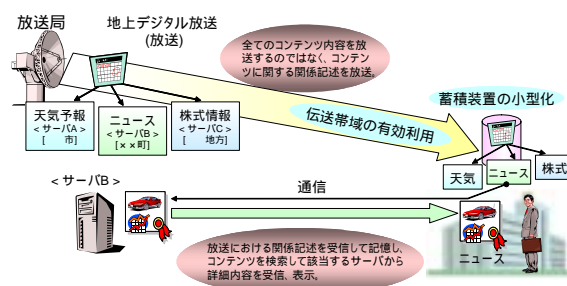 放送局
地上デジタル放送
(放送)
全てのコンテンツ内容を放
送するのではなく、コンテン
ツに関する関係記述を放送。
蓄積装置の小型化
天気予報
<サーバA>
[　　市]
ニュース
<サーバB>
[××町]
株式情報
<サーバC>
[　　地方]
伝送帯域の有効利用
天気
ニュース
株式
<サーバB>
通信
ニュース
放送における関係記述を受信して記憶し、
コンテンツを検索して該当するサーバから
詳細内容を受信、表示。